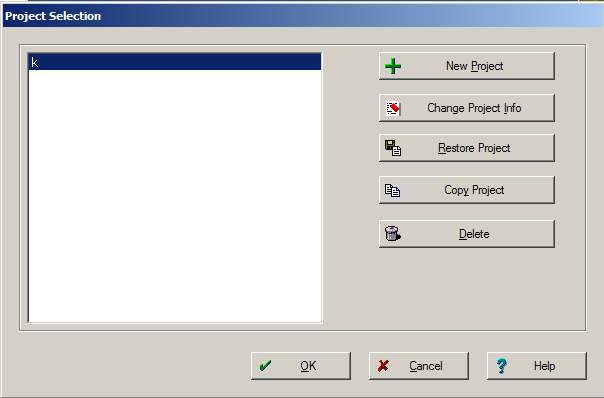 Project Selection
k
New Project
Change Project Info
Restore Project
Copy Project
Delete
OK
Cancel
Help